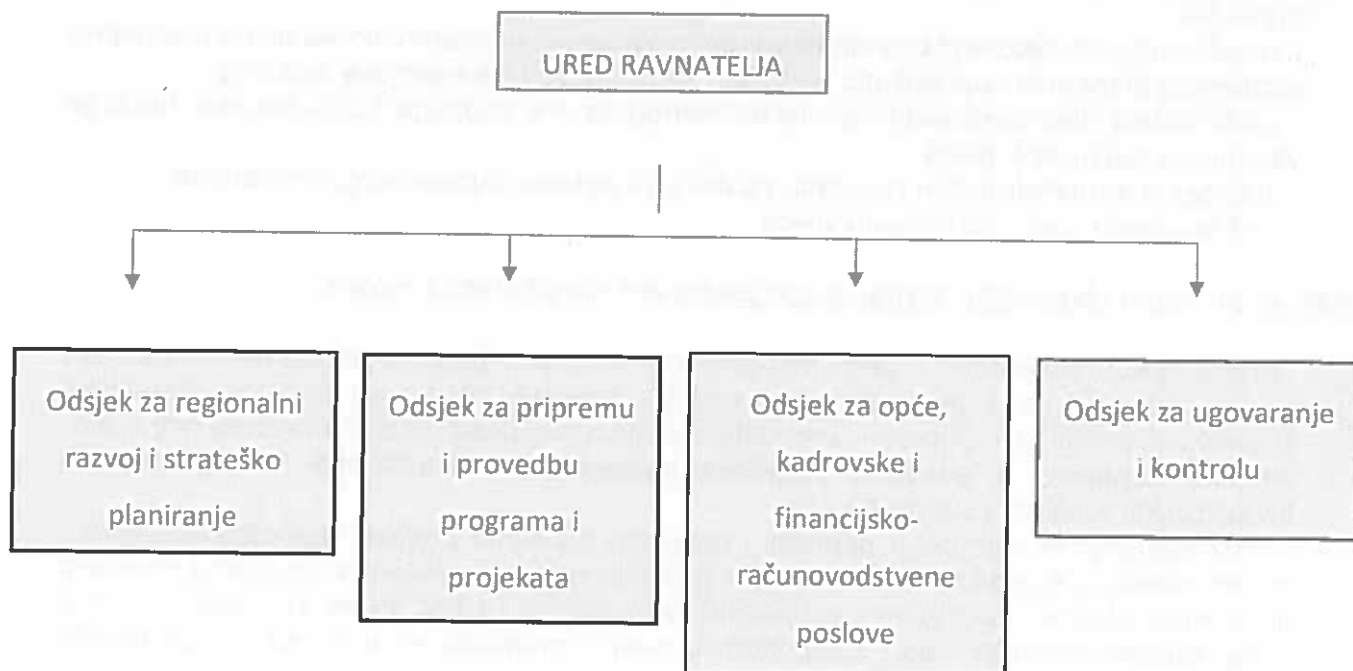 URED RAVNATELJA
Odsjek za regionalni
razvoj i strateško
planiranje
Odsjek za pripremu
i provedbu
programa i
projekata
Odsjek za opće,
kadrovske i
financijsko-
računovodstvene
poslove
Odsjek za ugovaranje
i kontrolu